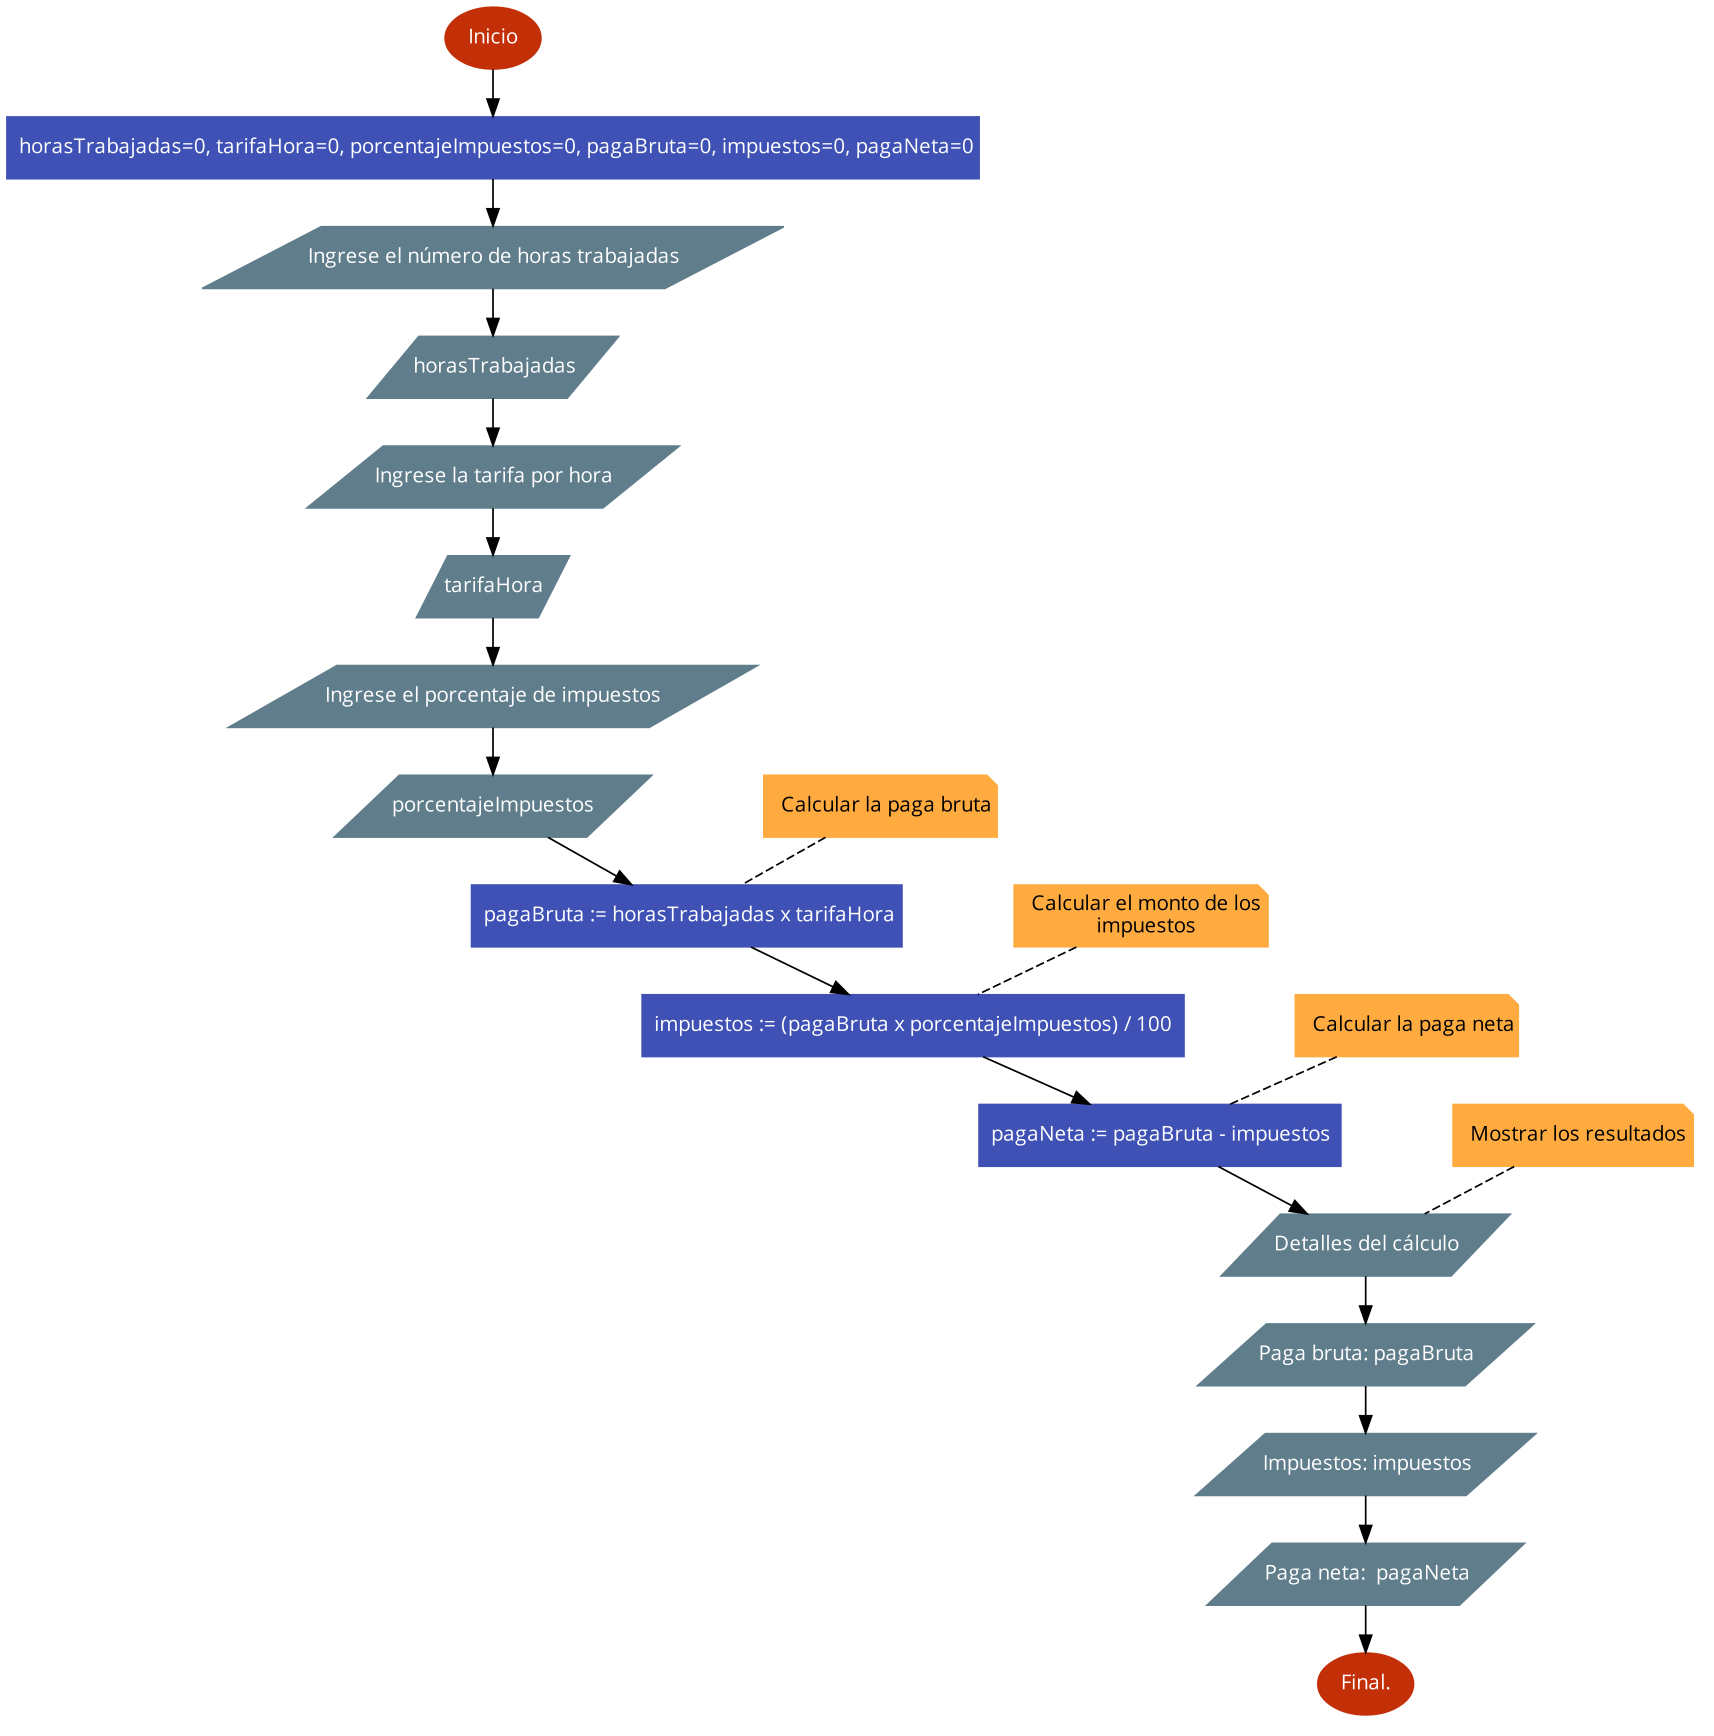 Inicio
horasTrabajadas=0, tarifaHora=0, porcentajeImpuestos=0, pagaBruta=0, impuestos=0, pagaNeta=0
Ingrese el número de horas trabajadas
horasTrabajadas
Ingrese la tarifa por hora
tarifaHora
Ingrese el porcentaje de impuestos
porcentajeImpuestos
Calcular la paga bruta
pagaBruta := horasTrabajadas x tarifaHora
Calcular el monto de los
impuestos
impuestos := (pagaBruta x porcentajeImpuestos) / 100
Calcular la paga neta
pagaNeta := pagaBruta - impuestos
Mostrar los resultados
Detalles del cálculo
Paga bruta: pagaBruta
Impuestos: impuestos
Paga neta:  pagaNeta
Final.